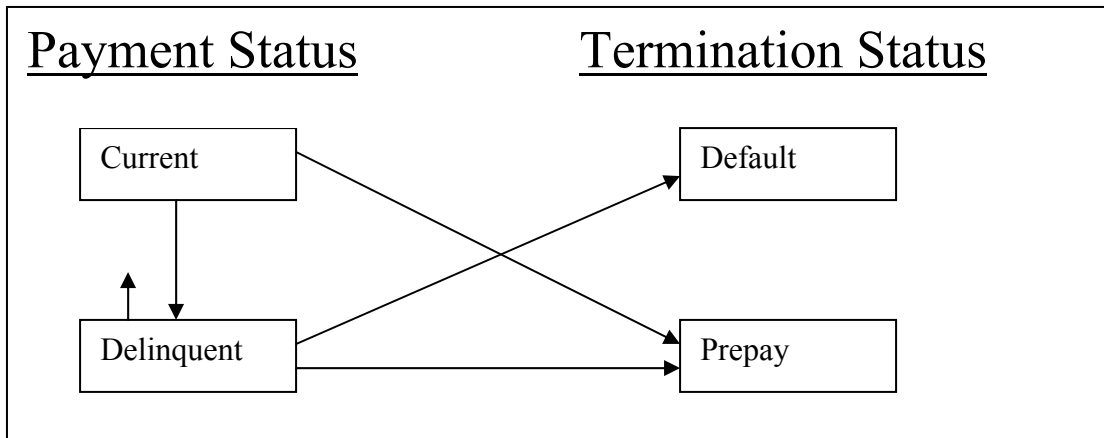 Payment Status
Termination Status
Current
Default
Delinquent
Prepay